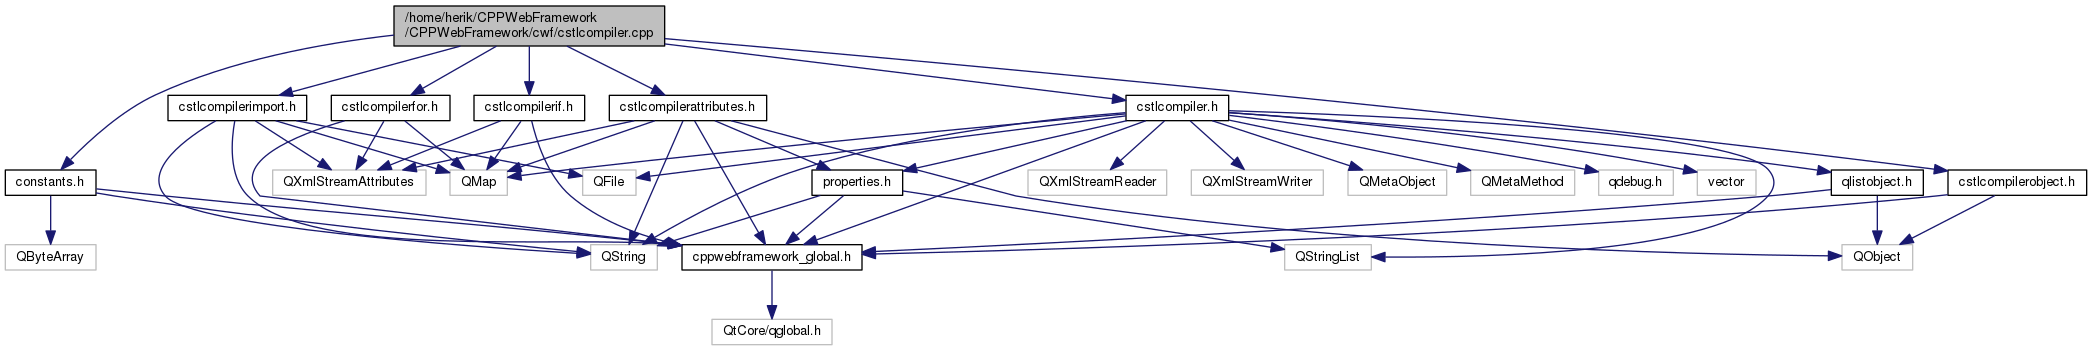 /home/herik/CPPWebFramework
/CPPWebFramework/cwf/cstlcompiler.cpp
cstlcompilerimport.h
cstlcompilerfor.h
cstlcompilerif.h
cstlcompilerattributes.h
cstlcompiler.h
constants.h
QXmlStreamAttributes
QMap
QFile
properties.h
QXmlStreamReader
QXmlStreamWriter
QMetaObject
QMetaMethod
qdebug.h
vector
qlistobject.h
cstlcompilerobject.h
QByteArray
QString
cppwebframework_global.h
QStringList
QObject
QtCore/qglobal.h